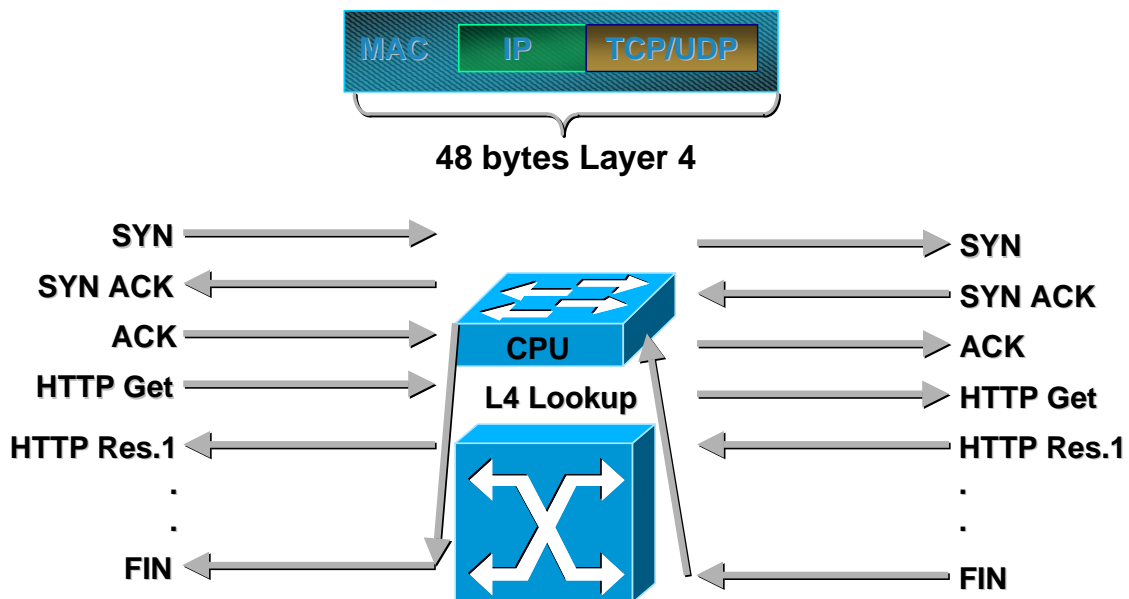 MAC IP TCP/UDP
48 bytes Layer 4
SYN
SYN ACK
ACK
HTTP Get
HTTP Res.1
.
.
FIN
CPU
L4 Lookup
SYN
SYN ACK
ACK
HTTP Get
HTTP Res.1
.
.
FIN